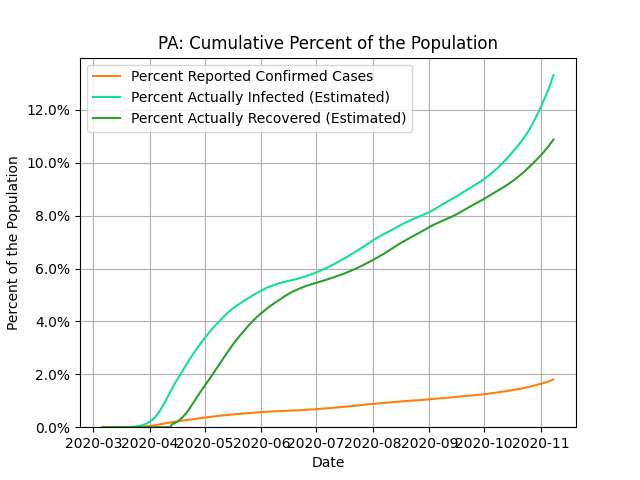 PA: Cumulative Percent of the Population
Percent Reported Confirmed Cases
Percent Actually Infected (Estimated)
Percent Actually Recovered (Estimated)
Percent of the Population
12.0%
10.0%
8.0%
6.0%
4.0%
2.0%
0.0%
2020-03 2020-04 2020-05 2020-06 2020-07 2020-08 2020-09 2020-10 2020-11
Date